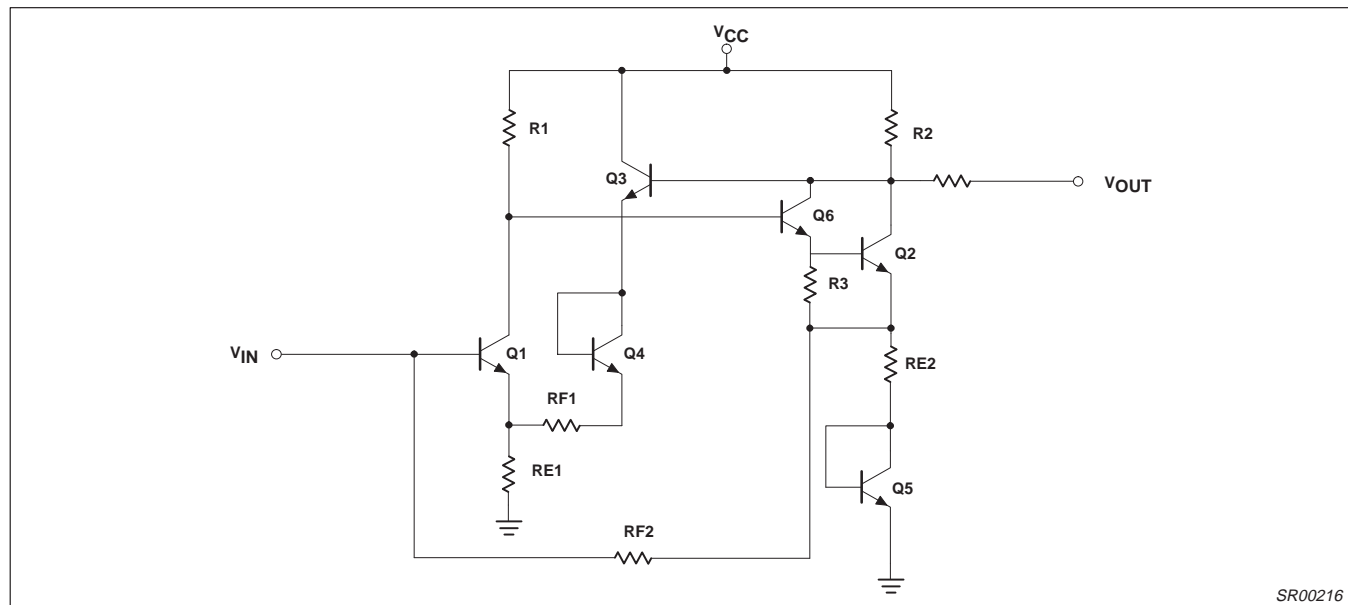 VCC
R1
R2
Q3
VOUT
Q6
Q2
R3
VIN
Q1
Q4
RE2
RF1
RE1
Q5
RF2
SR00216